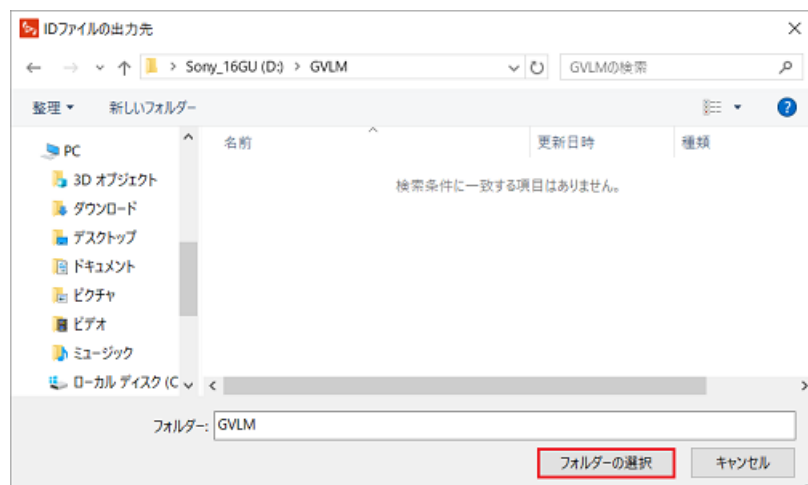 IDファイルの出力先
Sony_16GU (D:) > GVLM
GVLMの検索
整理 新しいフォルダー
名前 更新日時 種類
検索条件に一致する項目はありません。
PC
3D オブジェクト
ダウンロード
デスクトップ
ドキュメント
ピクチャ
ビデオ
ミュージック
ローカル ディスク (C
フォルダー: GVLM
フォルダーの選択 キャンセル